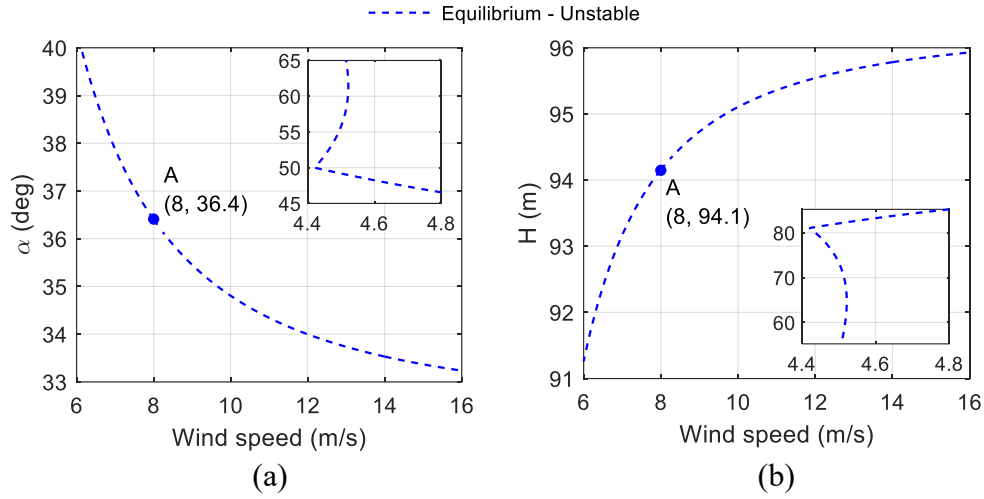 Equilibrium - Unstable
40
39
38
37
36
35
34
33
6 8 10 12 14 16
α (deg)
Wind speed (m/s)
A
(8, 36.4)
65
60
55
50
45
4.4 4.6 4.8
(a)
96
95
94
93
92
91
6 8 10 12 14 16
H (m)
Wind speed (m/s)
A
(8, 94.1)
80
70
60
4.4 4.6 4.8
(b)